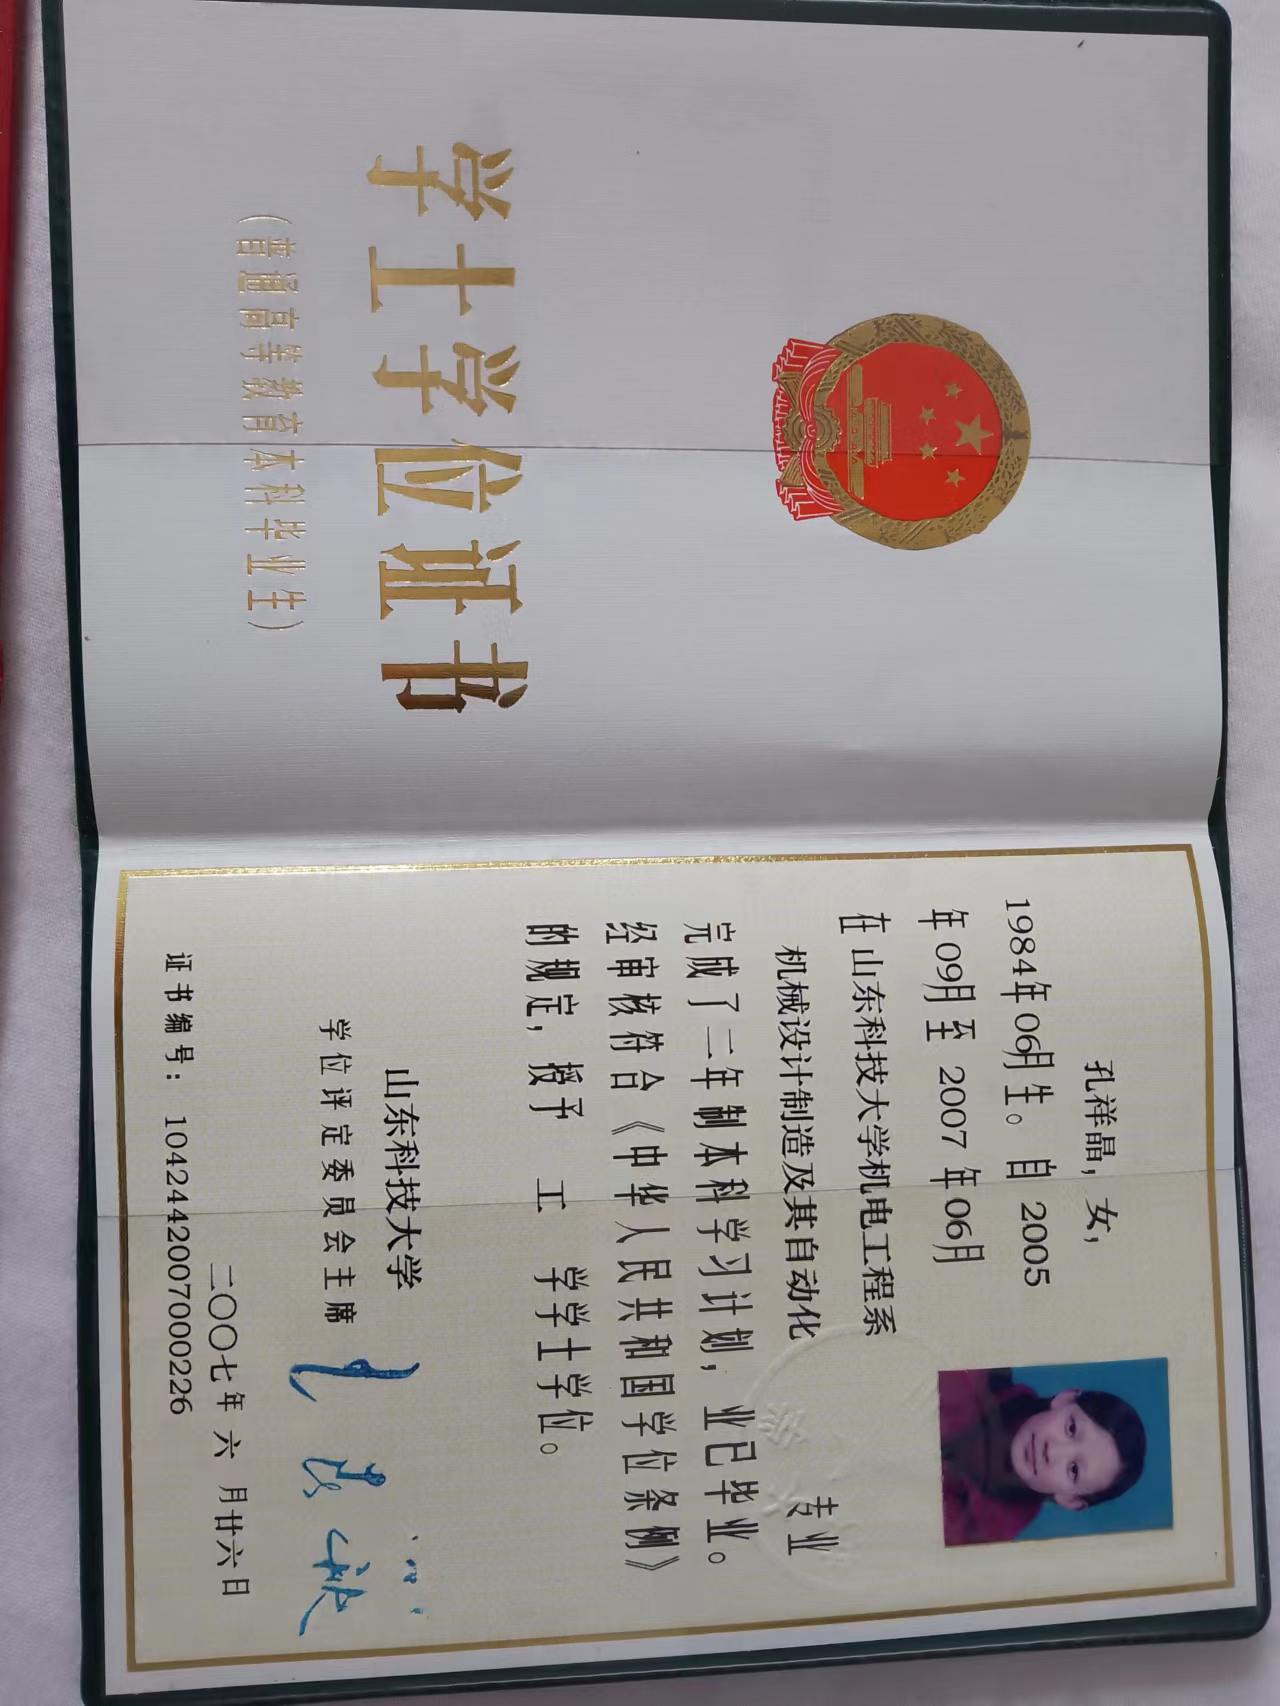 学士学位证书
(普通高等教育本科毕业生)
孔祥晶, 女,
1984年06月生。自 2005
年09月至 2007 年06月
在山东科技大学机电工程系
机械设计制造及其自动化 专业
完成了二年制本科学习计划, 业已毕业。
经审核符合《中华人民共和国学位条例》
的规定, 授予 工 学学士学位。
山东科技大学
学位评定委员会主席
二〇〇七年 六 月廿六日
证书编号: 1042442007000226